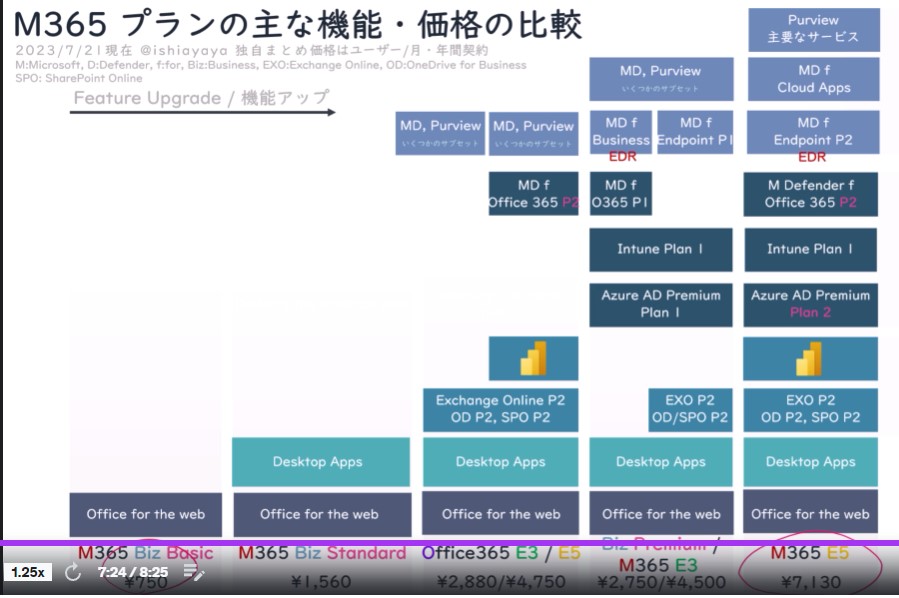 M365 プランの主な機能・価格の比較
2023/7/21現在 @ishiayaya 独自まとめ価格はユーザー/月・年間契約
M:Microsoft, D:Defender, f:for, Biz:Business, EXO:Exchange Online, OD:OneDrive for Business
SPO: SharePoint Online
Feature Upgrade / 機能アップ
Purview
主要なサービス
MD, Purview
いくつかのサブセット
MD f
Cloud Apps
MD, Purview
いくつかのサブセット
MD, Purview
いくつかのサブセット
MD f
Business
EDR
MD f
Endpoint P1
MD f
Endpoint P2
EDR
MD f
Office 365 P2
MD f
O365 P1
M Defender f
Office 365 P2
Intune Plan 1
Intune Plan 1
Azure AD Premium
Plan 1
Azure AD Premium
Plan 2
Exchange Online P2
OD P2, SPO P2
EXO P2
OD/SPO P2
EXO P2
OD P2, SPO P2
Desktop Apps
Desktop Apps
Desktop Apps
Desktop Apps
Office for the web
Office for the web
Office for the web
Office for the web
Office for the web
M365 Biz Basic
¥750
M365 Biz Standard
¥1,560
Office365 E3 / E5
¥2,880/¥4,750
Biz Premium /
M365 E3
¥2,750/¥4,500
M365 E5
¥7,130
1.25x
7:24 / 8:25